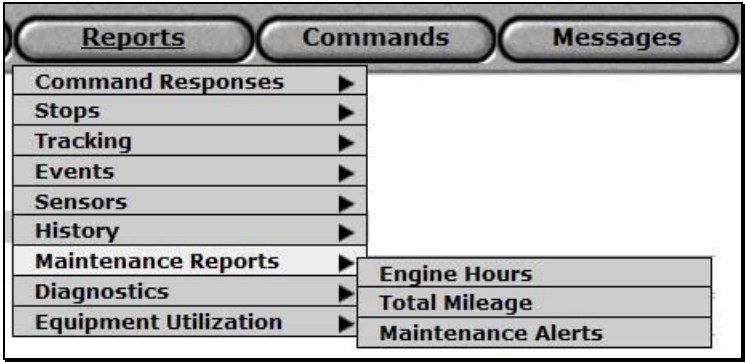 Reports Commands Messages
Command Responses
Stops
Tracking
Events
Sensors
History
Maintenance Reports
Diagnostics
Equipment Utilization
Engine Hours
Total Mileage
Maintenance Alerts